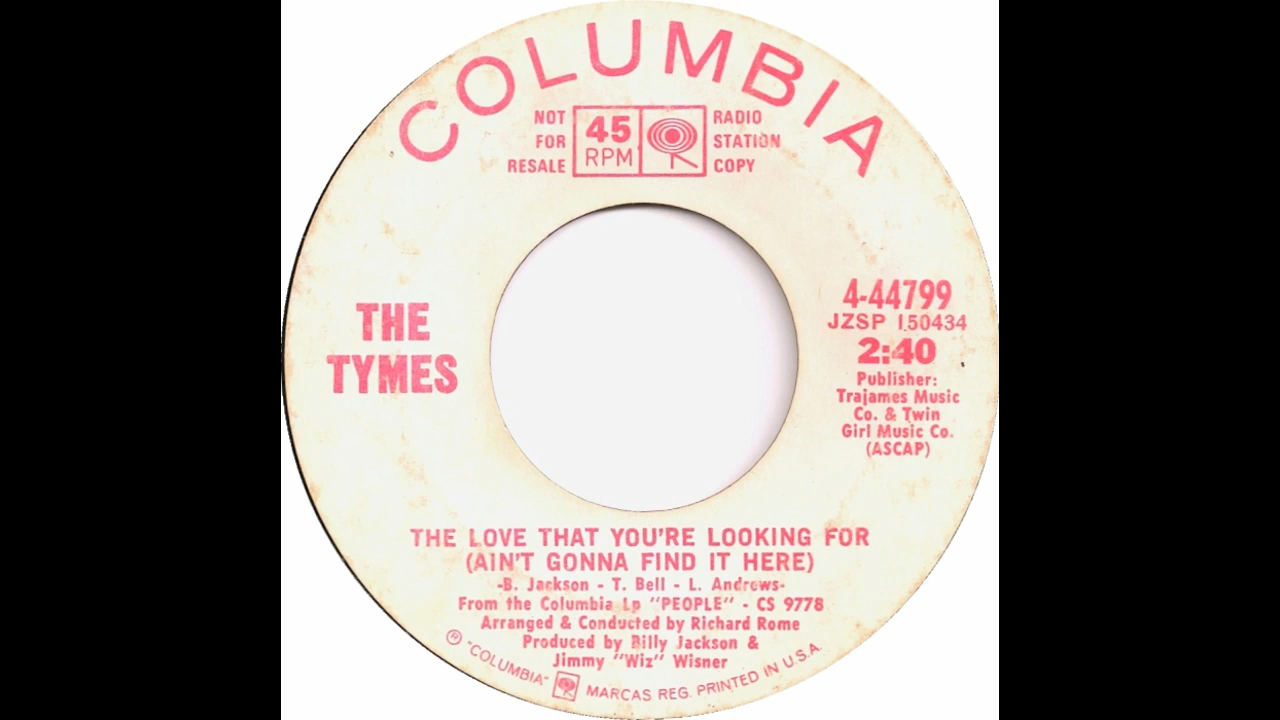 COLUMBIA
NOT
FOR
RESALE
45
RPM
RADIO
STATION
COPY
THE
TYMES
4-44799
JZSP 150434
2:40
Publisher:
Trajames Music
Co. & Twin
Girl Music Co.
(ASCAP)
THE LOVE THAT YOU'RE LOOKING FOR
(AIN'T GONNA FIND IT HERE)
-B. Jackson - T. Bell - L. Andrews-
From the Columbia Lp "PEOPLE" - CS 9778
Arranged & Conducted by Richard Rome
Produced by Billy Jackson &
Jimmy "Wiz" Wisner
Ⓡ "COLUMBIA" MARCAS REG. PRINTED IN U.S.A.